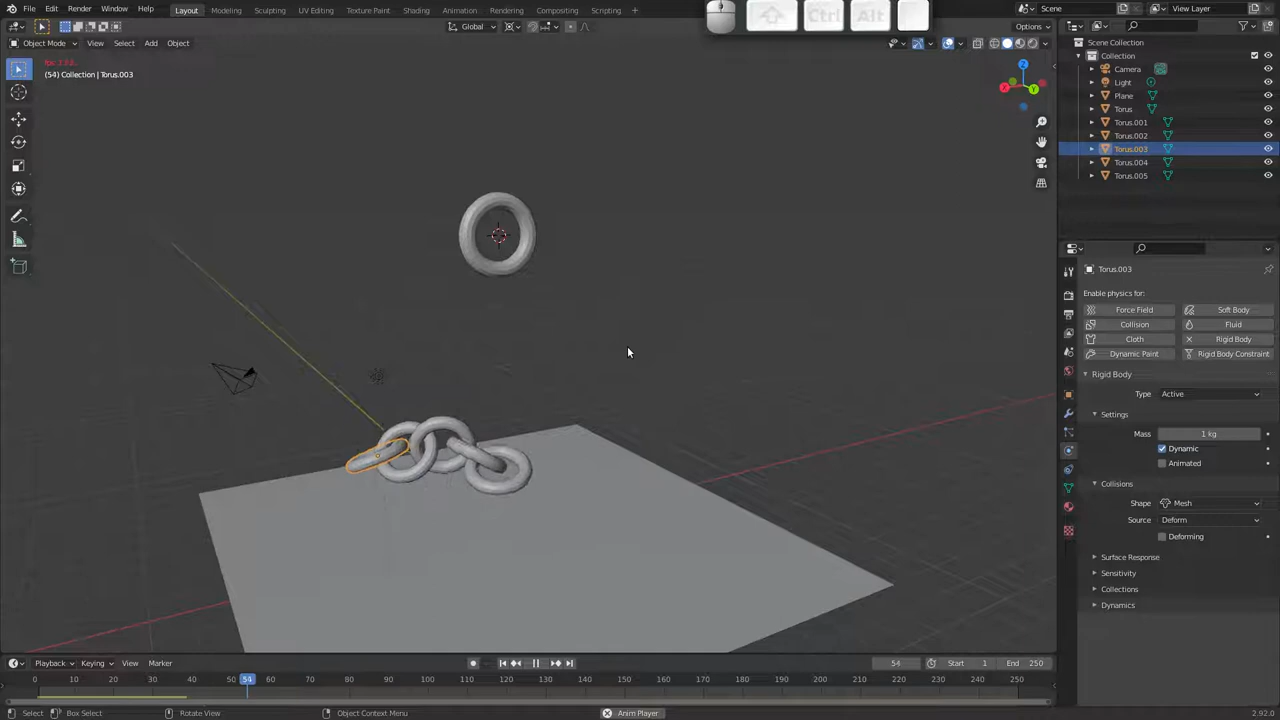 File Edit Render Window Help Layout Modeling Sculpting UV Editing Texture Paint Shading Animation Rendering Compositing Scripting Scene View Layer
Ctrl Alt
Global Options
Object Mode View Select Add Object
(54) Collection | Torus.003
Z
X Y
Scene Collection
Collection
Camera
Light
Plane
Torus
Torus.001
Torus.002
Torus.003
Torus.004
Torus.005
Torus.003
Enable physics for:
Force Field Soft Body
Collision Fluid
Cloth Rigid Body
Dynamic Paint Rigid Body Constraint
Rigid Body
Type Active
Settings
Mass 1 kg
Dynamic
Animated
Collisions
Shape Mesh
Source Deform
Deforming
Surface Response
Sensitivity
Collections
Dynamics
Playback Keying View Marker 54 Start 1 End 250
0 10 20 30 40 50 54 60 70 80 90 100 110 120 130 140 150 160 170 180 190 200 210 220 230 240 250
Select Box Select Rotate View Object Context Menu Anim Player 2.92.0